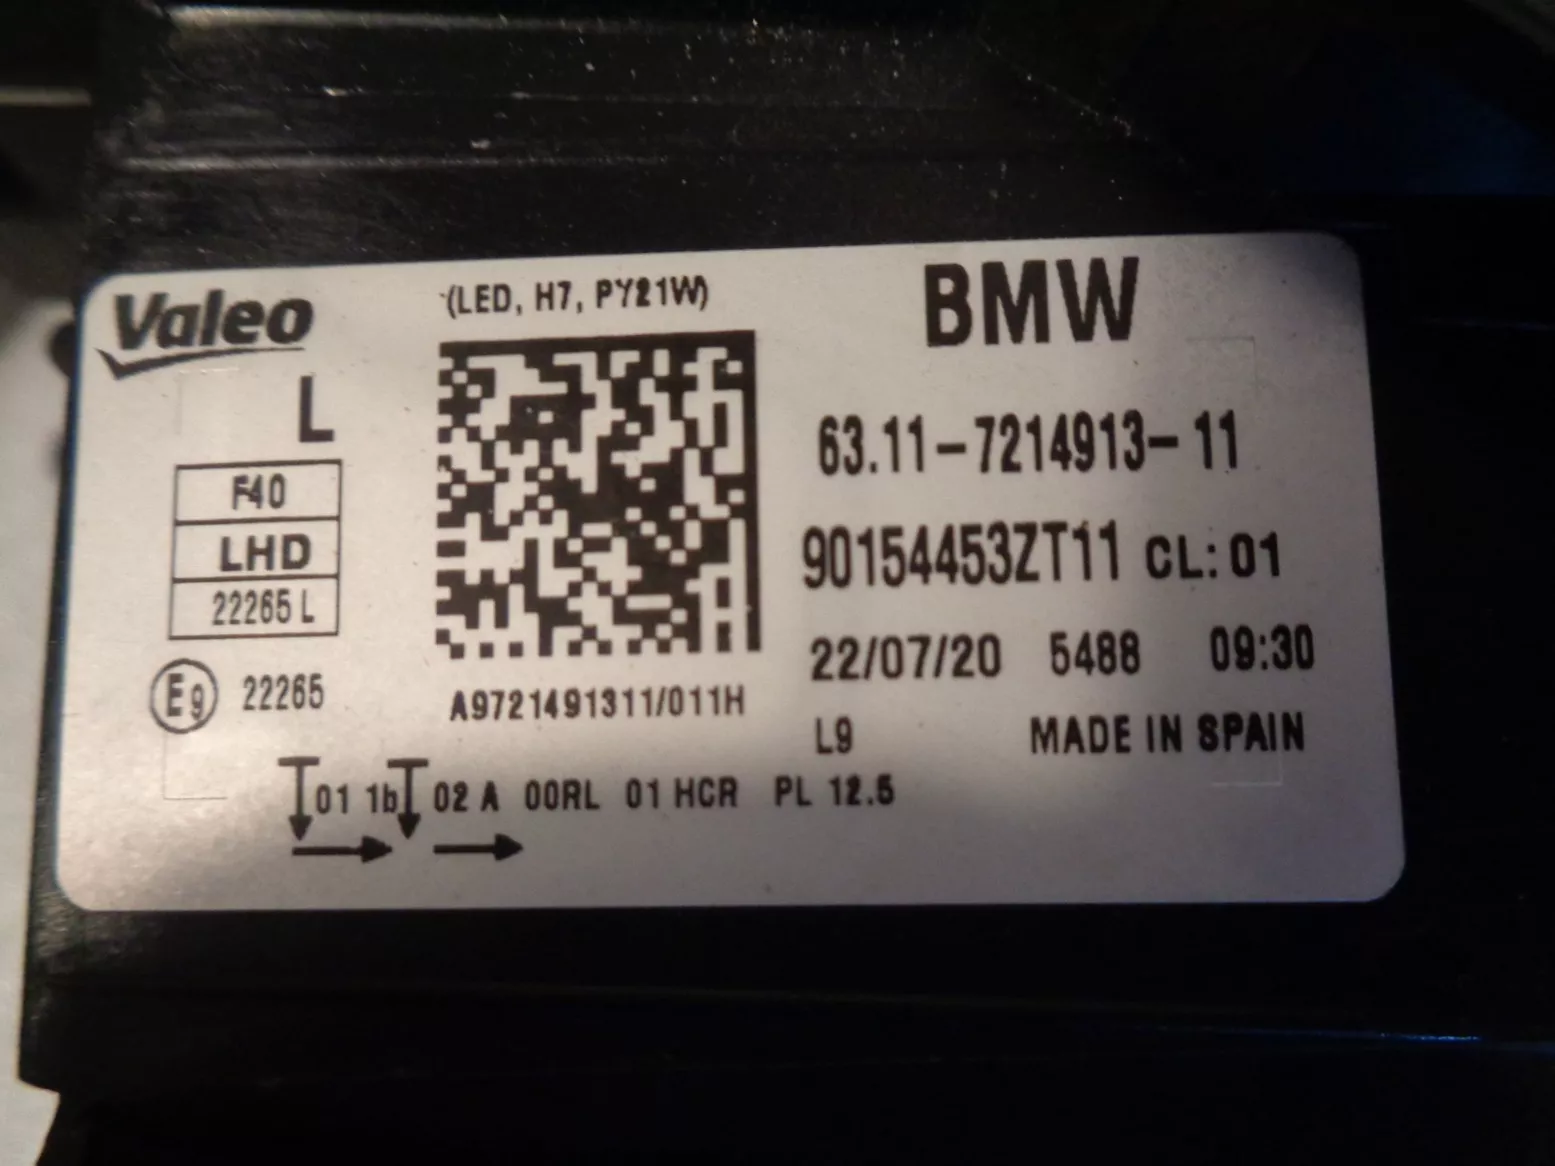 Valeo
(LED, H7, PY21W)
BMW
L
F40
LHD
22265 L
E9 22265
A9721491311/011H
63.11-7214913-11
90154453ZT11 CL: 01
22/07/20 5488 09:30
L9 MADE IN SPAIN
01 1b 02 A 00RL 01 HCR PL 12.5